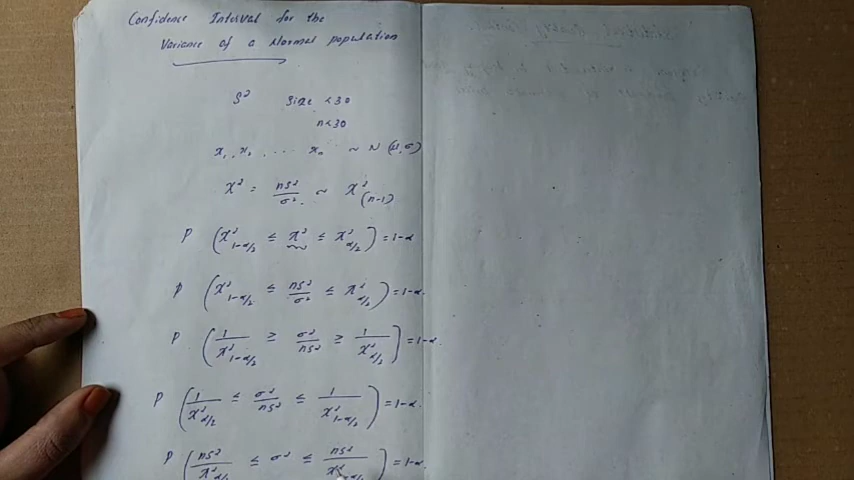 Confidence Interval for the
Variance of a Normal population
S² Size < 30
n < 30
x₁, x₂ .... xₙ ~ N (μ, σ)
χ² = nS²/σ² ~ χ²(n-1)
P (χ²1-α/2 ≤ χ² ≤ χ²α/2) = 1-α
P (χ²1-α/2 ≤ nS²/σ² ≤ χ²α/2) = 1-α.
P (1/χ²1-α/2 ≥ σ²/nS² ≥ 1/χ²α/2) = 1-α.
P (1/χ²α/2 ≤ σ²/nS² ≤ 1/χ²1-α/2) = 1-α.
P (nS²/χ²α/2 ≤ σ² ≤ nS²/χ²1-α/2) = 1-α.